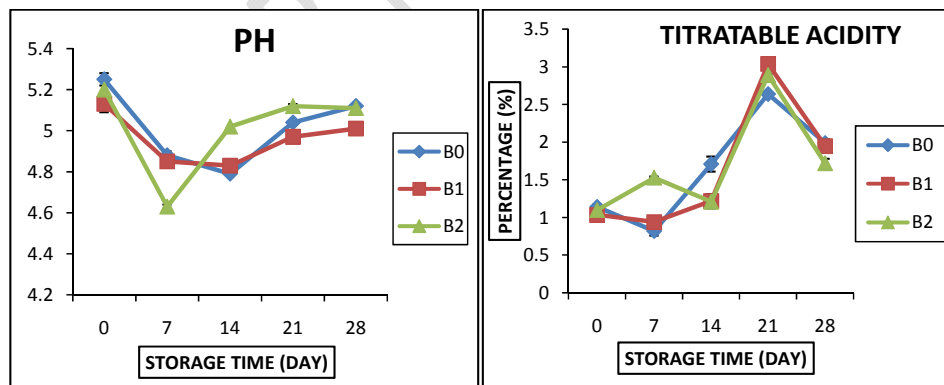 PH
5.4
5.2
5
4.8
4.6
4.4
4.2
0 7 14 21 28
STORAGE TIME (DAY)
B0
B1
B2
TITRATABLE ACIDITY
PERCENTAGE (%)
3.5
3
2.5
2
1.5
1
0.5
0
0 7 14 21 28
STORAGE TIME (DAY)
B0
B1
B2